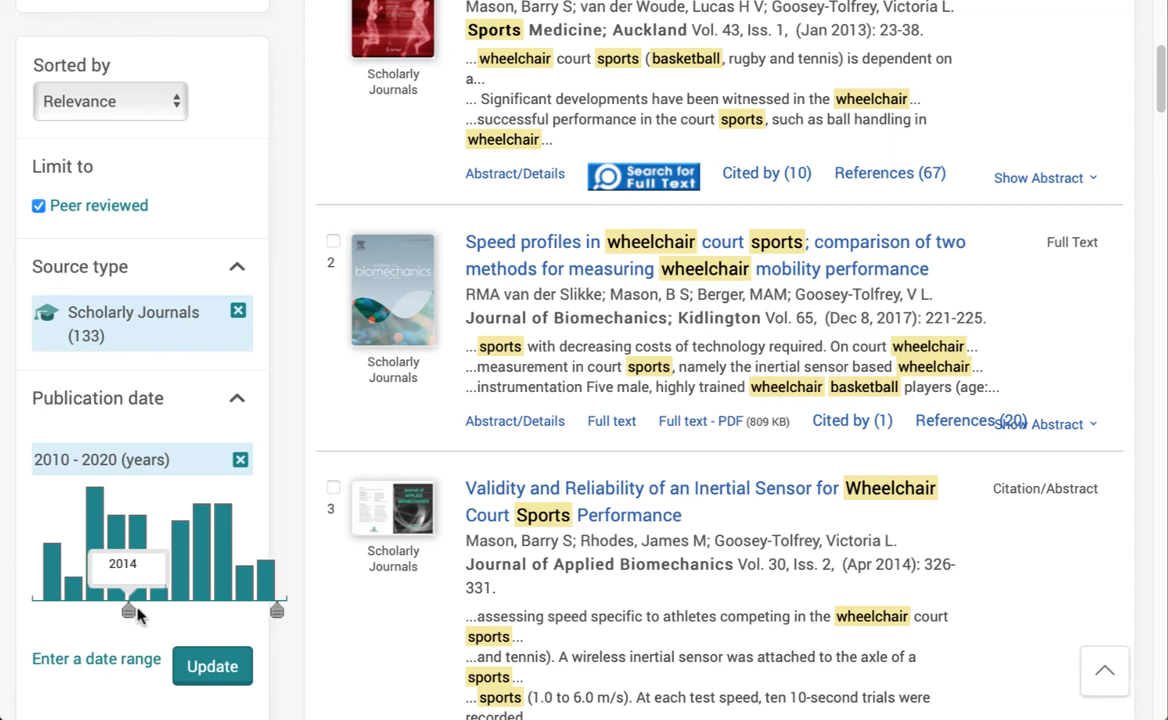 Sorted by
Relevance
Limit to
Peer reviewed
Source type
Scholarly Journals
(133)
Publication date
2010 - 2020 (years)
2014
Enter a date range
Update
Mason, Barry S; van der Woude, Lucas H V; Goosey-Tolfrey, Victoria L.
Sports Medicine; Auckland Vol. 43, Iss. 1, (Jan 2013): 23-38.
...wheelchair court sports (basketball, rugby and tennis) is dependent on
a...
... Significant developments have been witnessed in the wheelchair...
...successful performance in the court sports, such as ball handling in
wheelchair...
Scholarly
Journals
Abstract/Details Search for Full Text Cited by (10) References (67) Show Abstract
2
biomechanics
Scholarly
Journals
Speed profiles in wheelchair court sports; comparison of two
methods for measuring wheelchair mobility performance
Full Text
RMA van der Slikke; Mason, B S; Berger, MAM; Goosey-Tolfrey, V L.
Journal of Biomechanics; Kidlington Vol. 65, (Dec 8, 2017): 221-225.
...sports with decreasing costs of technology required. On court wheelchair...
...measurement in court sports, namely the inertial sensor based wheelchair...
...instrumentation Five male, highly trained wheelchair basketball players (age:...
Abstract/Details Full text Full text - PDF (809 KB) Cited by (1) References (20) Show Abstract
3
Scholarly
Journals
Validity and Reliability of an Inertial Sensor for Wheelchair
Court Sports Performance
Citation/Abstract
Mason, Barry S; Rhodes, James M; Goosey-Tolfrey, Victoria L.
Journal of Applied Biomechanics Vol. 30, Iss. 2, (Apr 2014): 326-
331.
...assessing speed specific to athletes competing in the wheelchair court
sports...
...and tennis). A wireless inertial sensor was attached to the axle of a
sports...
...sports (1.0 to 6.0 m/s). At each test speed, ten 10-second trials were
recorded